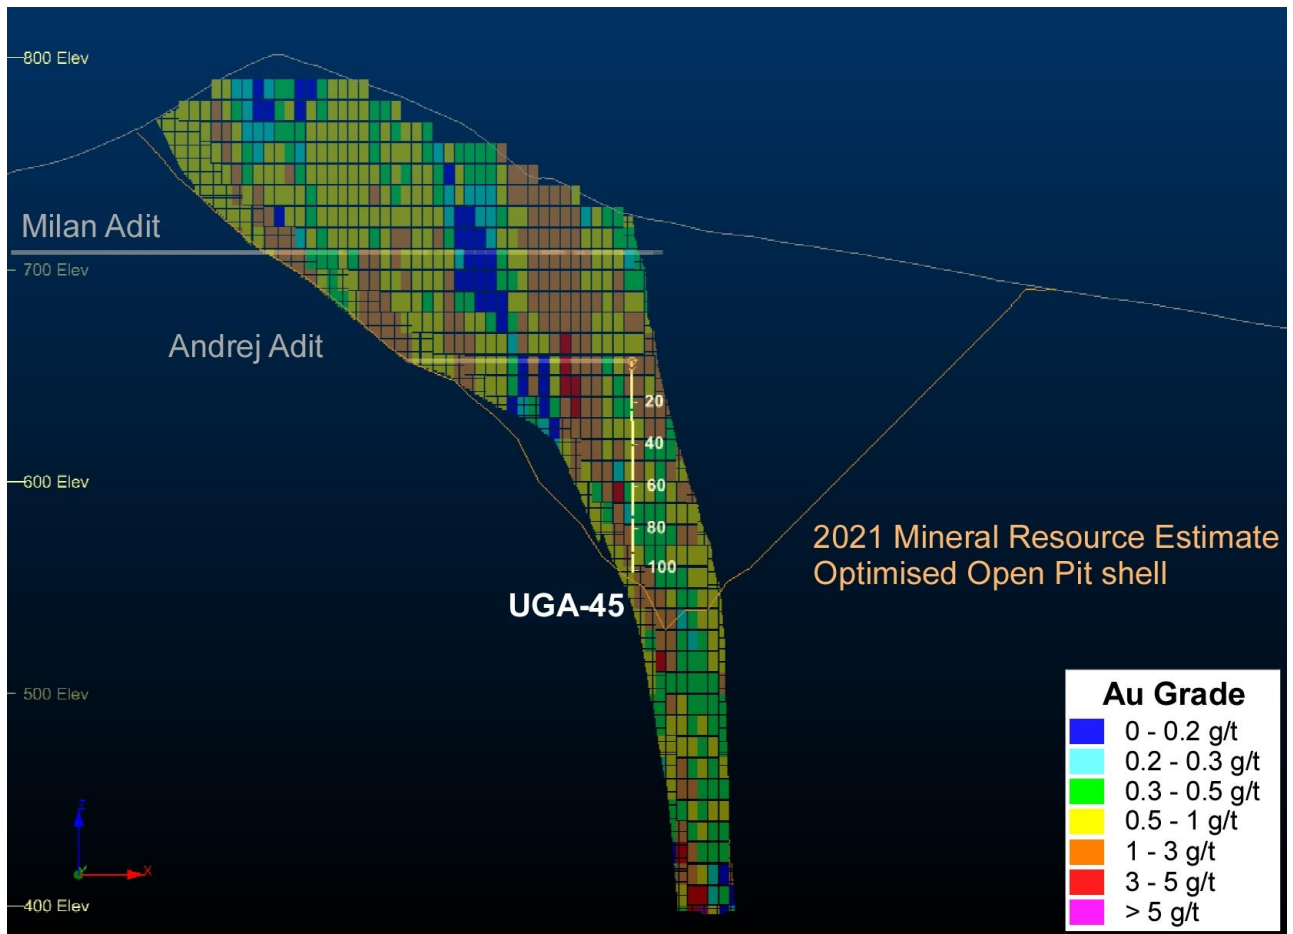 800 Elev
Milan Adit
700 Elev
Andrej Adit
20
40
600 Elev
60
80
100
2021 Mineral Resource Estimate
Optimised Open Pit shell
UGA-45
500 Elev
400 Elev
Z
Y
X
Au Grade
0 - 0.2 g/t
0.2 - 0.3 g/t
0.3 - 0.5 g/t
0.5 - 1 g/t
1 - 3 g/t
3 - 5 g/t
> 5 g/t